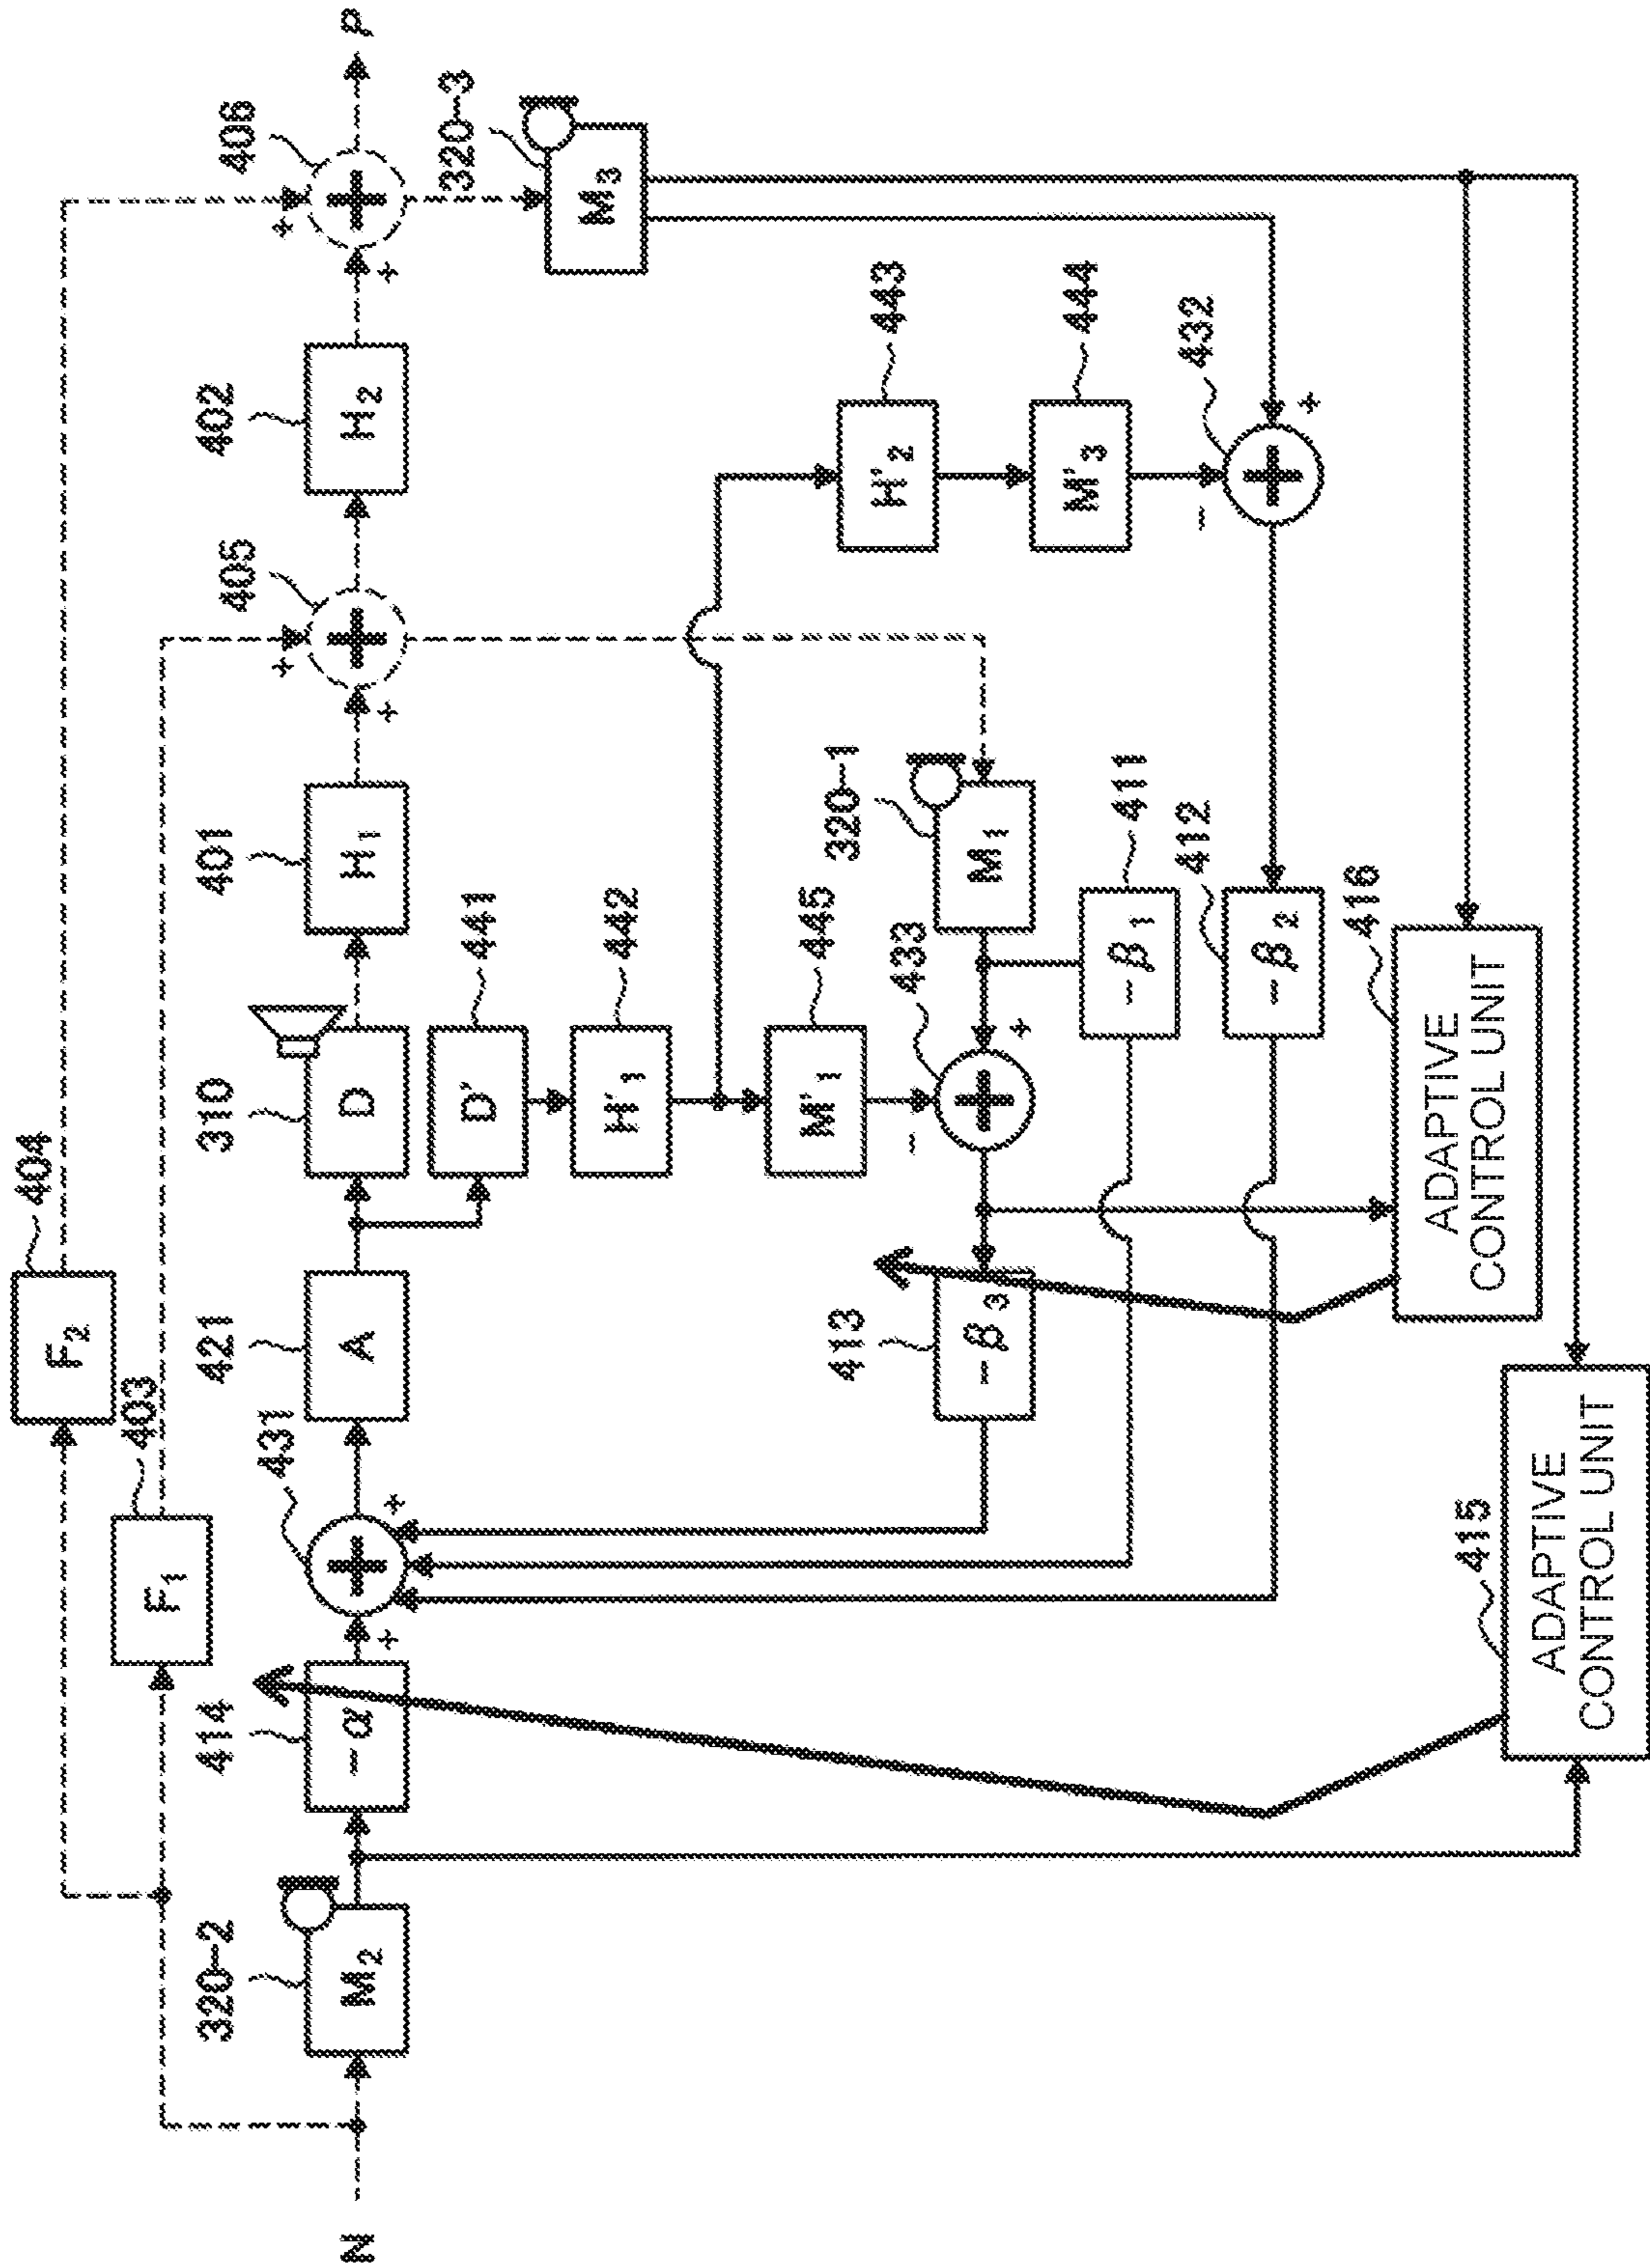 404
F₂
403
F₁
N
320-2
M₂
414
-α
431
+
+
421
A
310
D
401
H₁
405
+
+
402
H₂
406
+
+
P
441
D'
442
H'₁
445
M'₁
433
-
+
320-1
M₁
443
H'₂
444
M'₃
432
-
+
320-3
M₃
413
-β₃
411
-β₁
412
-β₂
416
ADAPTIVE
CONTROL UNIT
415
ADAPTIVE
CONTROL UNIT